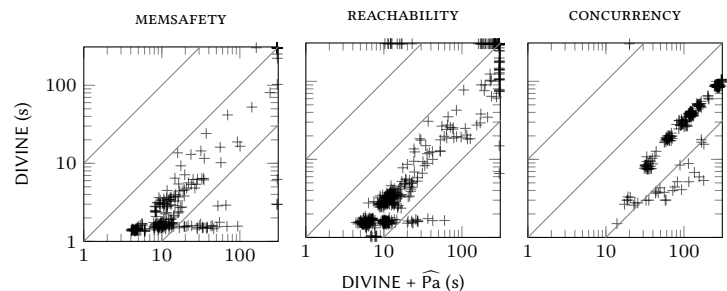 MEMSAFETY REACHABILITY CONCURRENCY
100
10
1
DIVINE (s)
1 10 100 1 10 100 1 10 100
DIVINE + P͡a (s)